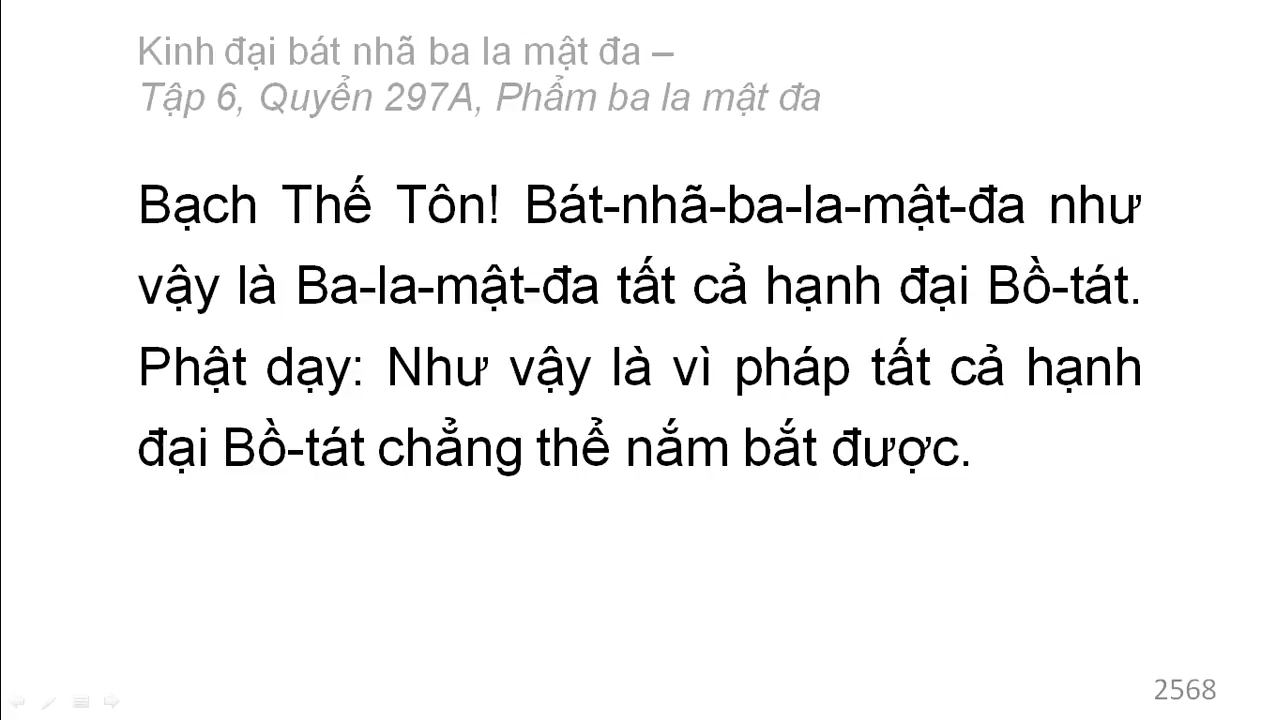 Kinh đại bát nhã ba la mật đa –
Tập 6, Quyển 297A, Phẩm ba la mật đa
Bạch Thế Tôn! Bát-nhã-ba-la-mật-đa như
vậy là Ba-la-mật-đa tất cả hạnh đại Bồ-tát.
Phật dạy: Như vậy là vì pháp tất cả hạnh
đại Bồ-tát chẳng thể nắm bắt được.
2568